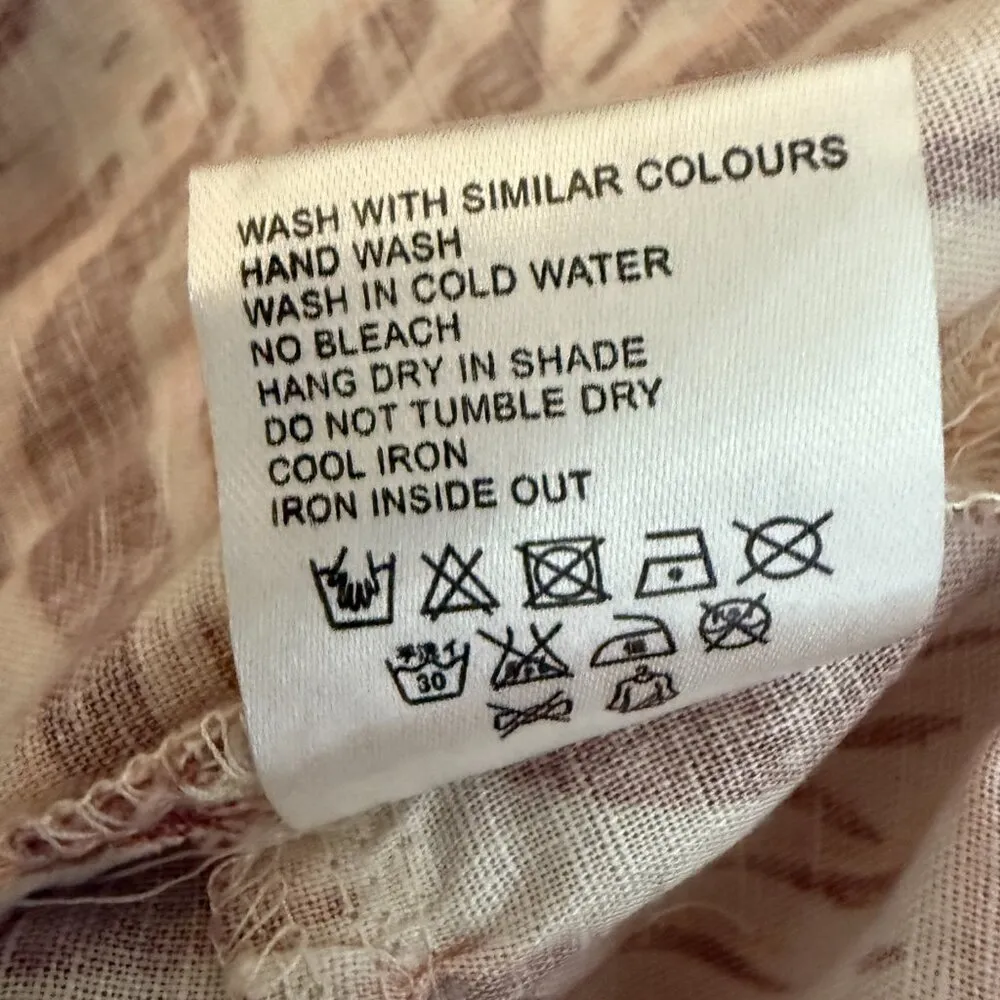 WASH WITH SIMILAR COLOURS
HAND WASH
WASH IN COLD WATER
NO BLEACH
HANG DRY IN SHADE
DO NOT TUMBLE DRY
COOL IRON
IRON INSIDE OUT
30